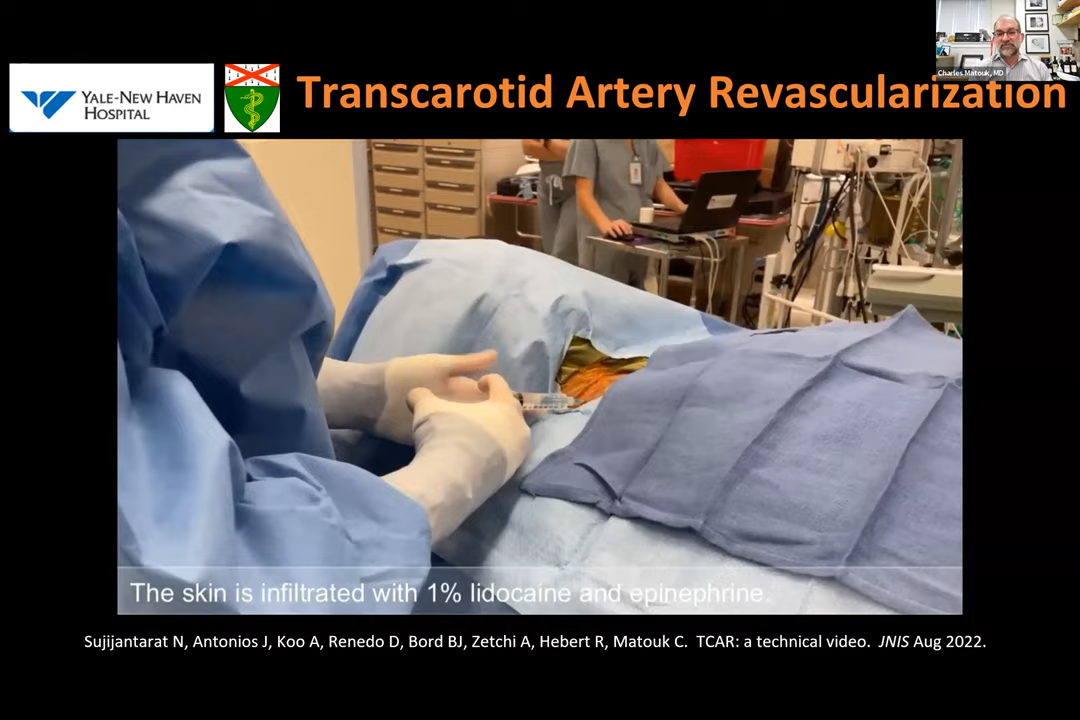 Charles Matouk, MD
YALE-NEW HAVEN
HOSPITAL
Transcarotid Artery Revascularization
The skin is infiltrated with 1% lidocaine and epinephrine.
Sujijantarat N, Antonios J, Koo A, Renedo D, Bord BJ, Zetchi A, Hebert R, Matouk C. TCAR: a technical video. JNIS Aug 2022.